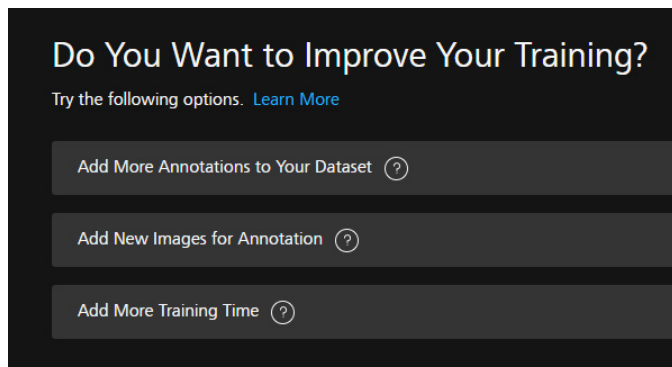 Do You Want to Improve Your Training?
Try the following options. Learn More
Add More Annotations to Your Dataset ?
Add New Images for Annotation ?
Add More Training Time ?